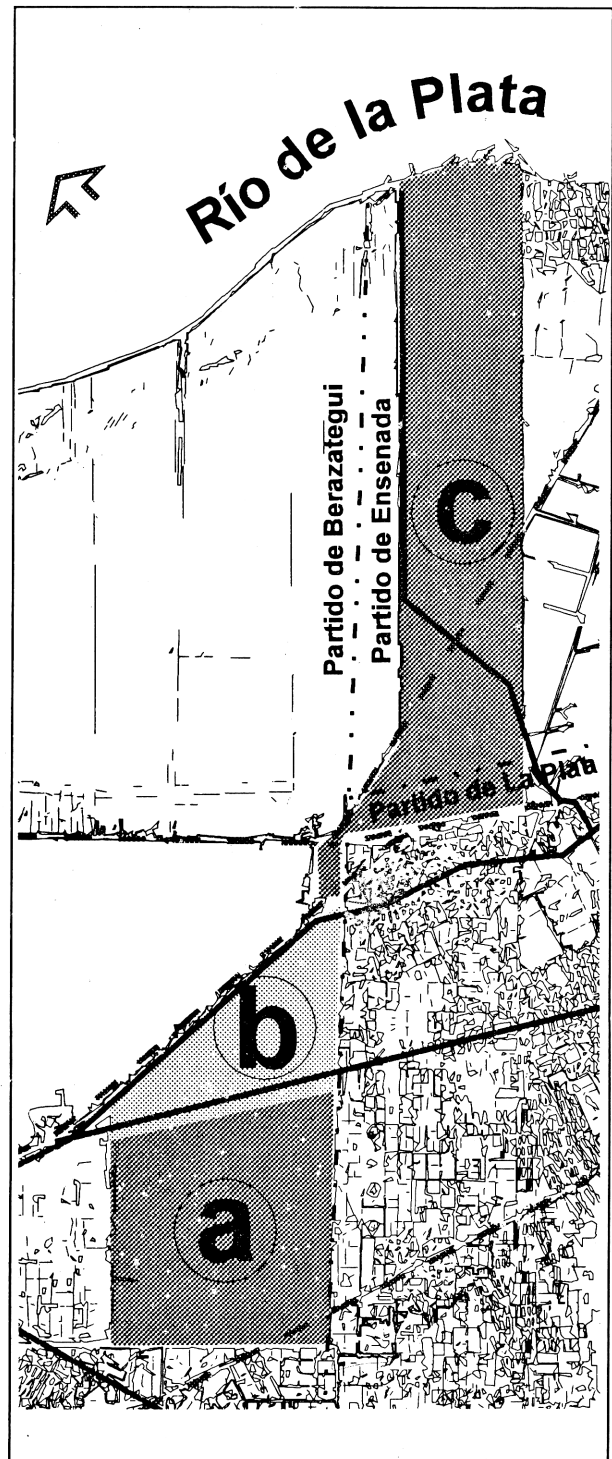 Río de la Plata
Partido de Berazategui
Partido de Ensenada
c
Partido de La Plata
b
a